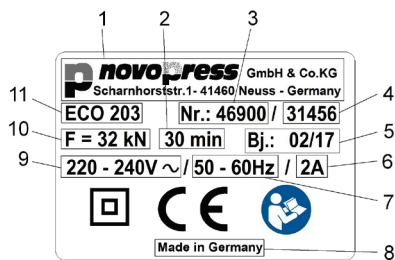 1 2 3
novopress GmbH & Co.KG
Scharnhorststr.1- 41460 Neuss - Germany
11 ECO 203 Nr.: 46900 / 31456 4
10 F = 32 kN 30 min Bj.: 02/17 5
9 220 - 240V ~ / 50 - 60Hz / 2A 6
7
CE
Made in Germany 8